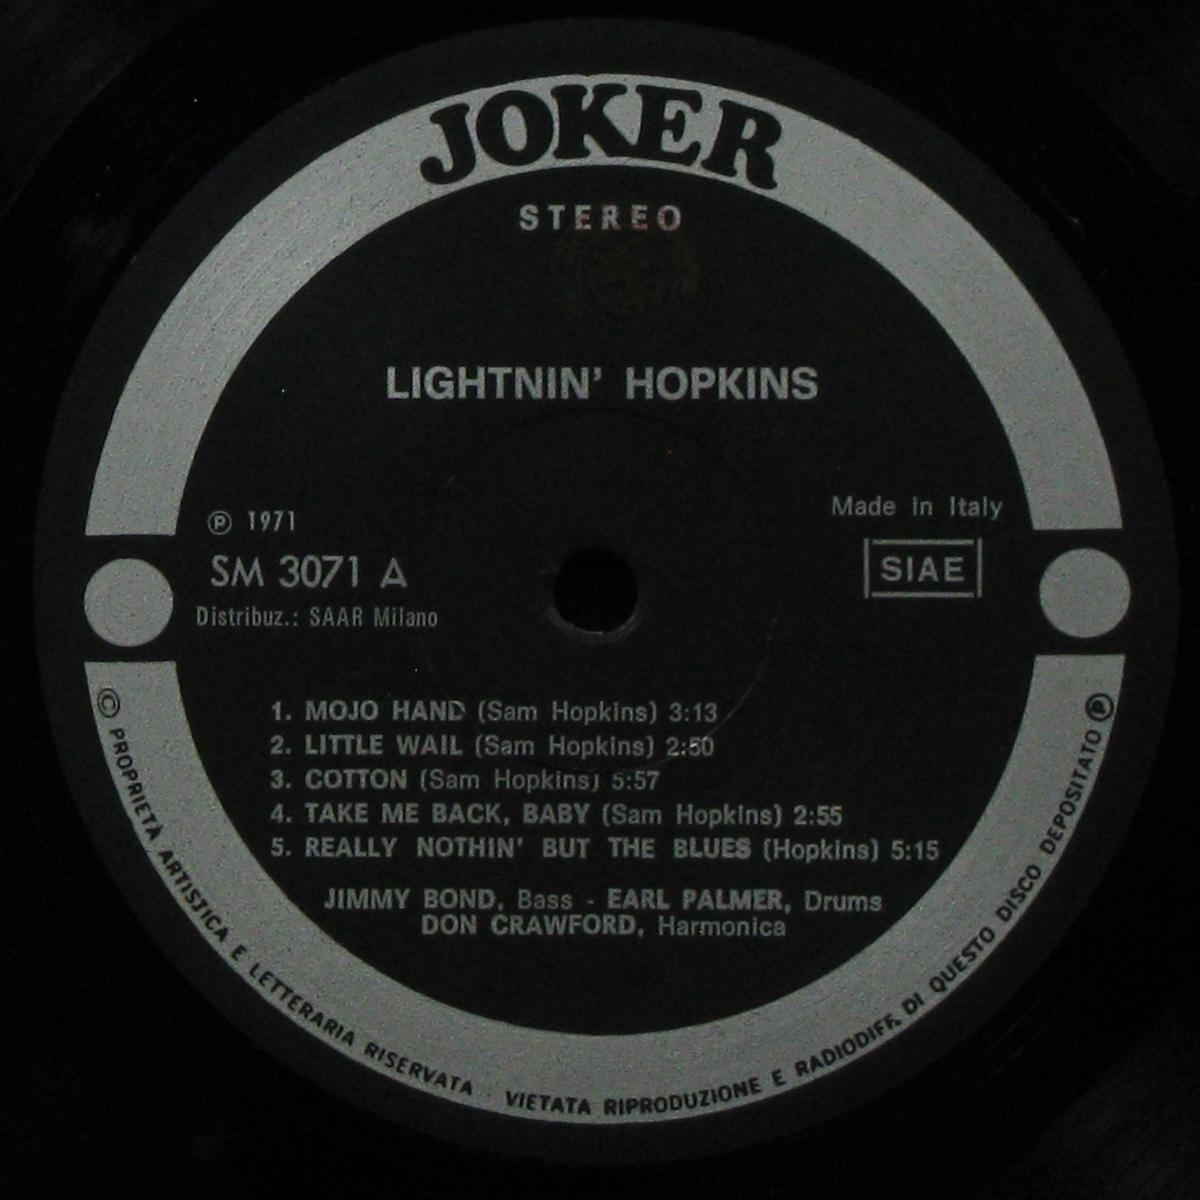 JOKER
STEREO
LIGHTNIN' HOPKINS
℗ 1971
SM 3071 A
Distribuz.: SAAR Milano
Made in Italy
SIAE
1. MOJO HAND (Sam Hopkins) 3:13
2. LITTLE WAIL (Sam Hopkins) 2:50
3. COTTON (Sam Hopkins) 5:57
4. TAKE ME BACK, BABY (Sam Hopkins) 2:55
5. REALLY NOTHIN' BUT THE BLUES (Hopkins) 5:15
JIMMY BOND, Bass - EARL PALMER, Drums
DON CRAWFORD, Harmonica
© PROPRIETÀ ARTISTICA E LETTERARIA RISERVATA VIETATA RIPRODUZIONE E RADIODIFF. DI QUESTO DISCO DEPOSITATO ℗